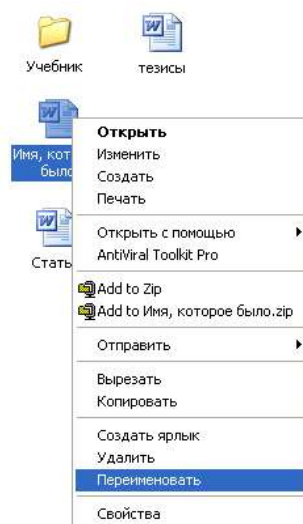 Учебник
тезисы
Имя, кот
было
Стать
Открыть
Изменить
Создать
Печать
Открыть с помощью
AntiViral Toolkit Pro
Add to Zip
Add to Имя, которое было.zip
Отправить
Вырезать
Копировать
Создать ярлык
Удалить
Переименовать
Свойства